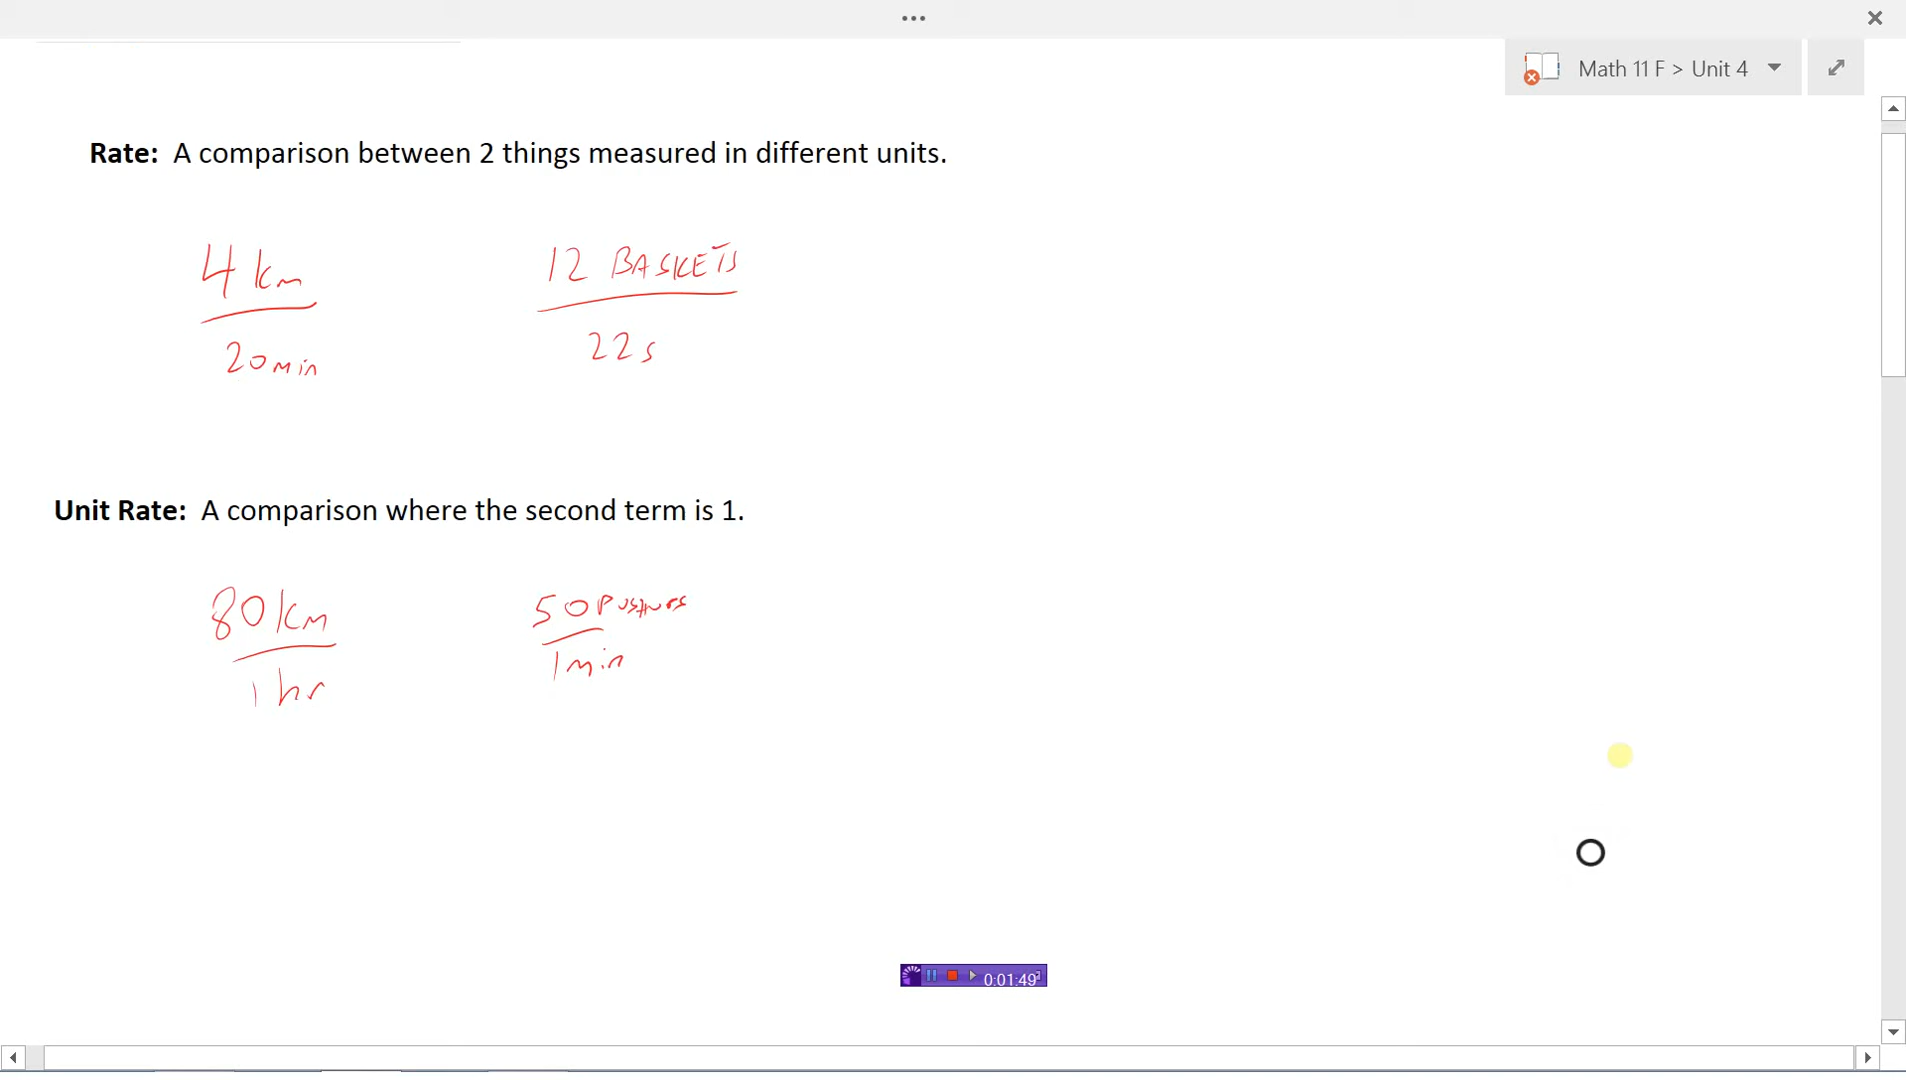 Math 11 F > Unit 4
Rate: A comparison between 2 things measured in different units.
4 km
20 min
12 BASKETS
22 s
Unit Rate: A comparison where the second term is 1.
80 km
1 hr
50 PUSHUPS
1 min
0:01:49